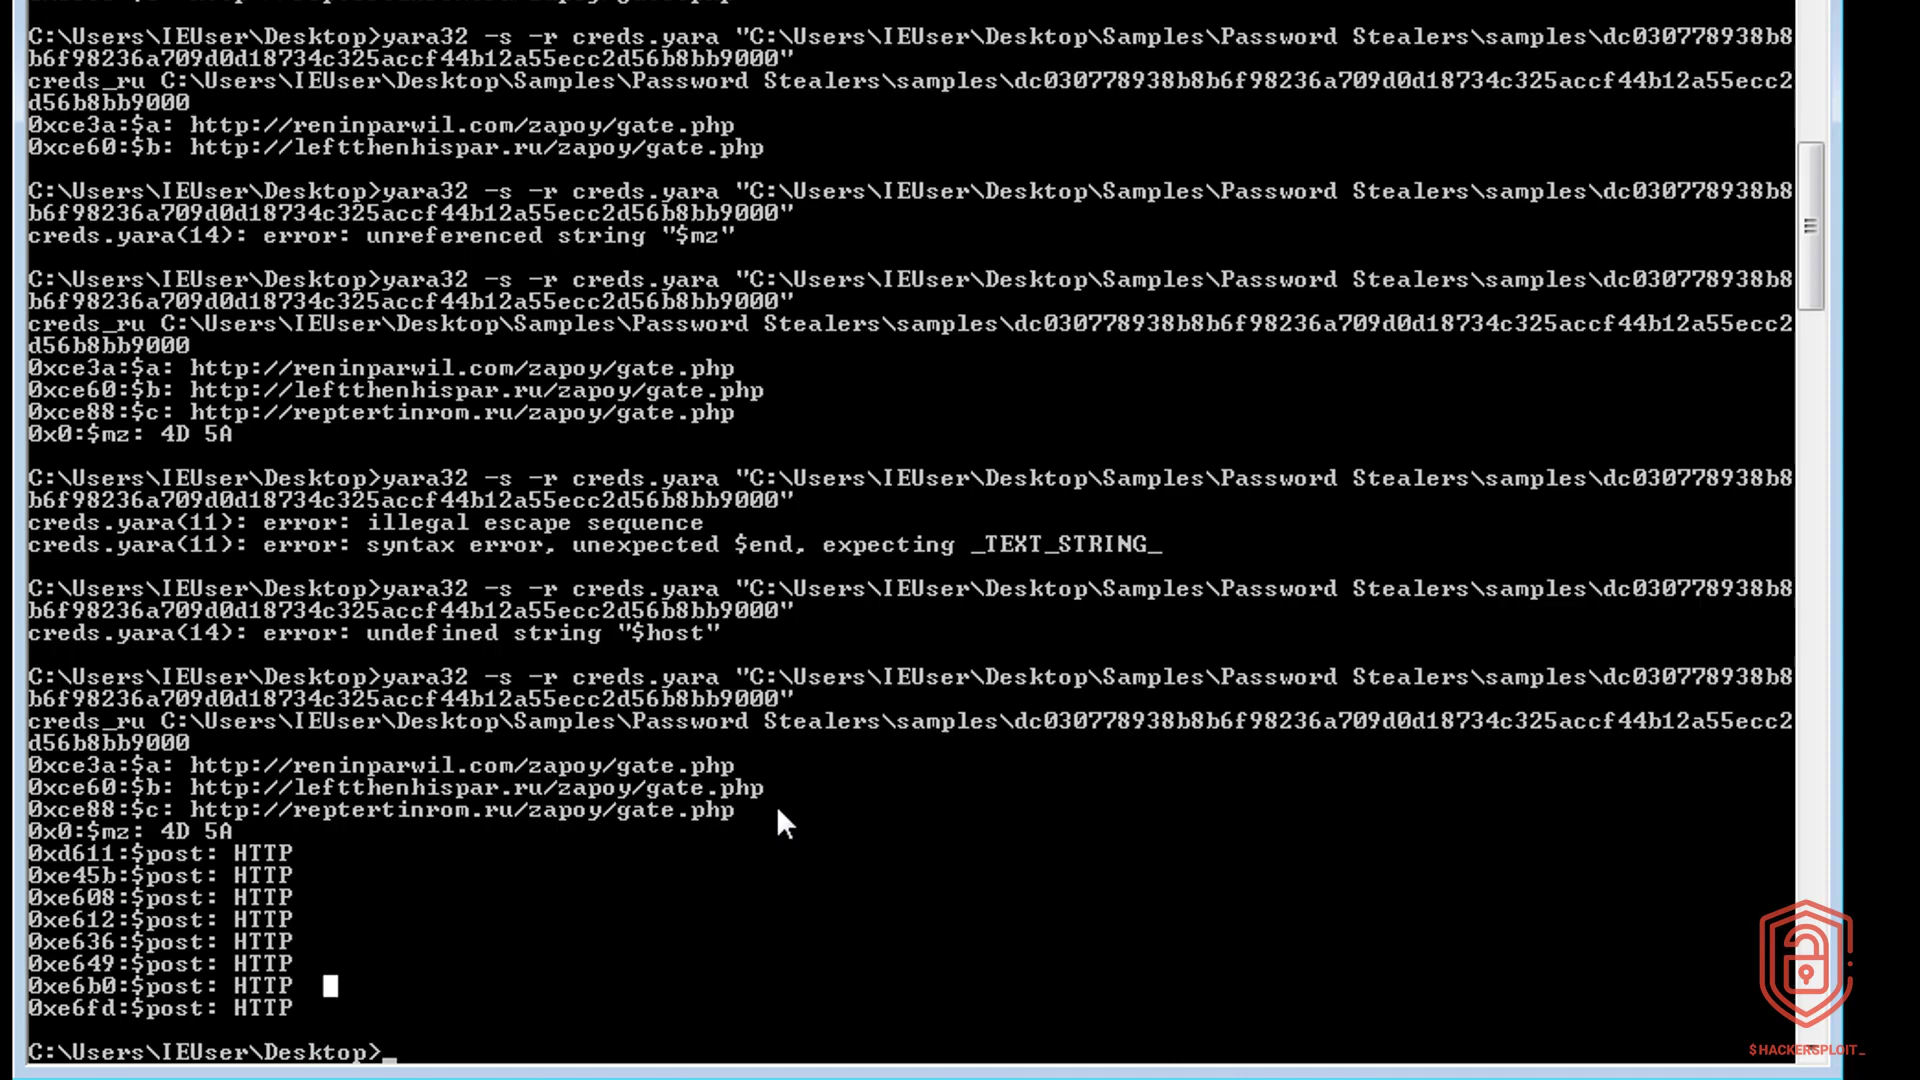 C:\Users\IEUser\Desktop>yara32 -s -r creds.yara "C:\Users\IEUser\Desktop\Samples\Password Stealers\samples\dc030778938b8
b6f98236a709d0d18734c325accf44b12a55ecc2d56b8bb9000"
creds_ru C:\Users\IEUser\Desktop\Samples\Password Stealers\samples\dc030778938b8b6f98236a709d0d18734c325accf44b12a55ecc2
d56b8bb9000
0xce3a:$a: http://reninparwil.com/zapoy/gate.php
0xce60:$b: http://leftthenhispar.ru/zapoy/gate.php
C:\Users\IEUser\Desktop>yara32 -s -r creds.yara "C:\Users\IEUser\Desktop\Samples\Password Stealers\samples\dc030778938b8
b6f98236a709d0d18734c325accf44b12a55ecc2d56b8bb9000"
creds.yara(14): error: unreferenced string "$mz"
C:\Users\IEUser\Desktop>yara32 -s -r creds.yara "C:\Users\IEUser\Desktop\Samples\Password Stealers\samples\dc030778938b8
b6f98236a709d0d18734c325accf44b12a55ecc2d56b8bb9000"
creds_ru C:\Users\IEUser\Desktop\Samples\Password Stealers\samples\dc030778938b8b6f98236a709d0d18734c325accf44b12a55ecc2
d56b8bb9000
0xce3a:$a: http://reninparwil.com/zapoy/gate.php
0xce60:$b: http://leftthenhispar.ru/zapoy/gate.php
0xce88:$c: http://reptertinrom.ru/zapoy/gate.php
0x0:$mz: 4D 5A
C:\Users\IEUser\Desktop>yara32 -s -r creds.yara "C:\Users\IEUser\Desktop\Samples\Password Stealers\samples\dc030778938b8
b6f98236a709d0d18734c325accf44b12a55ecc2d56b8bb9000"
creds.yara(11): error: illegal escape sequence
creds.yara(11): error: syntax error, unexpected $end, expecting _TEXT_STRING_
C:\Users\IEUser\Desktop>yara32 -s -r creds.yara "C:\Users\IEUser\Desktop\Samples\Password Stealers\samples\dc030778938b8
b6f98236a709d0d18734c325accf44b12a55ecc2d56b8bb9000"
creds.yara(14): error: undefined string "$host"
C:\Users\IEUser\Desktop>yara32 -s -r creds.yara "C:\Users\IEUser\Desktop\Samples\Password Stealers\samples\dc030778938b8
b6f98236a709d0d18734c325accf44b12a55ecc2d56b8bb9000"
creds_ru C:\Users\IEUser\Desktop\Samples\Password Stealers\samples\dc030778938b8b6f98236a709d0d18734c325accf44b12a55ecc2
d56b8bb9000
0xce3a:$a: http://reninparwil.com/zapoy/gate.php
0xce60:$b: http://leftthenhispar.ru/zapoy/gate.php
0xce88:$c: http://reptertinrom.ru/zapoy/gate.php
0x0:$mz: 4D 5A
0xd611:$post: HTTP
0xe45b:$post: HTTP
0xe608:$post: HTTP
0xe612:$post: HTTP
0xe636:$post: HTTP
0xe649:$post: HTTP
0xe6b0:$post: HTTP
0xe6fd:$post: HTTP
C:\Users\IEUser\Desktop>_
$HACKERSPLOIT_